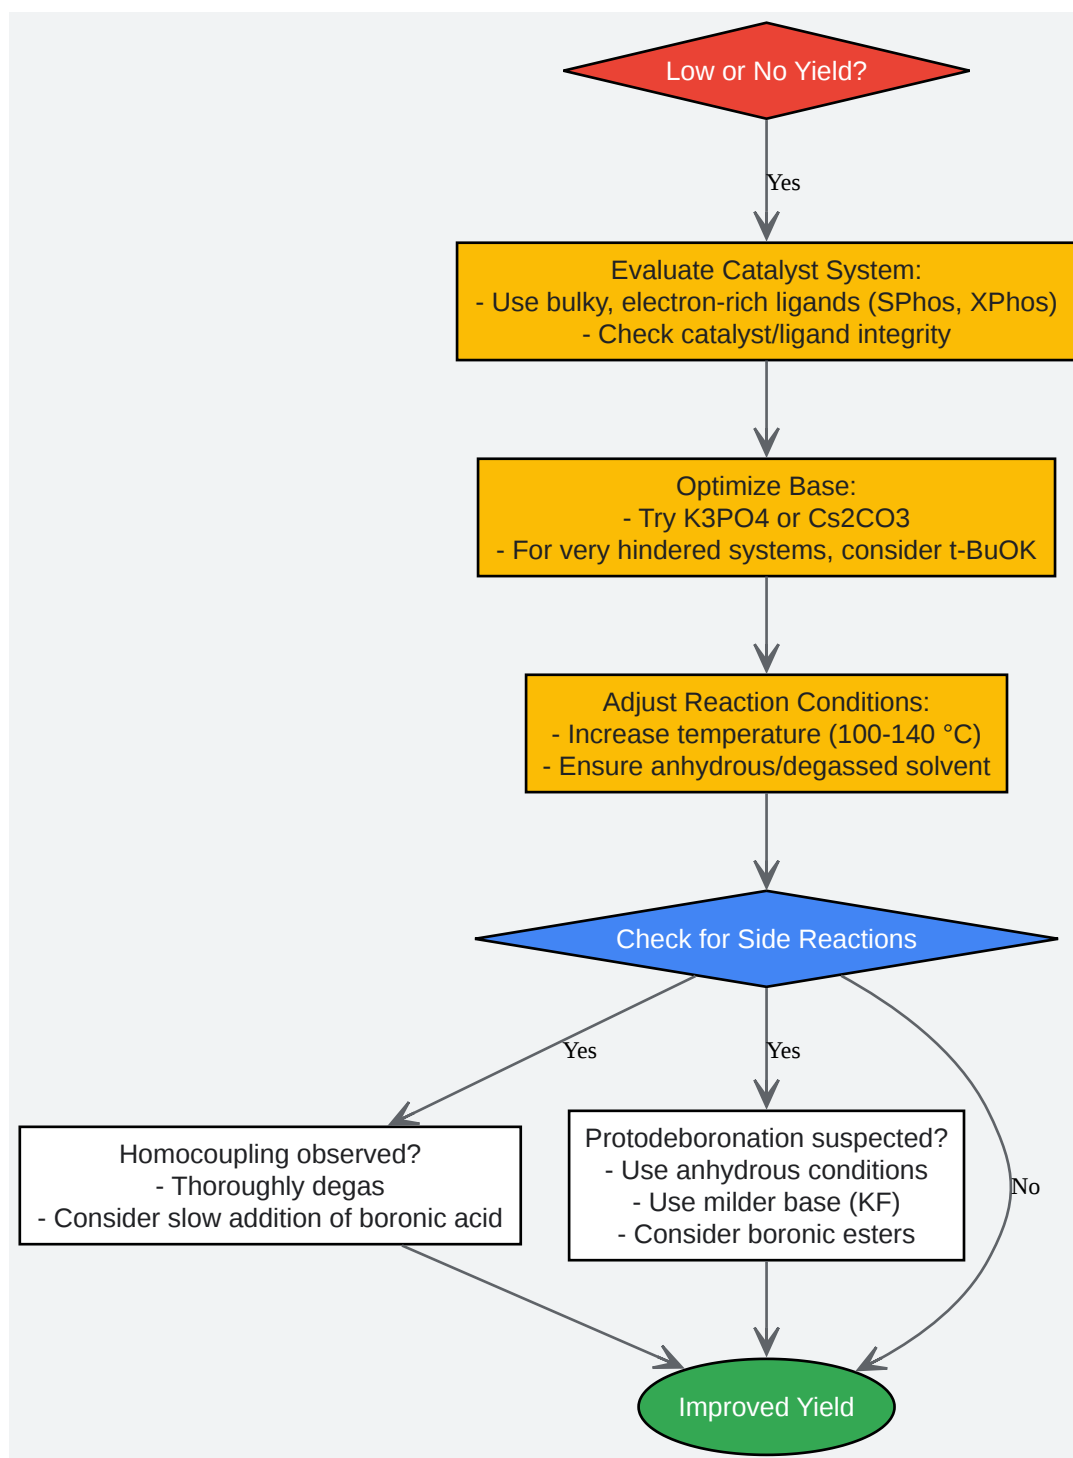 Low or No Yield?
Yes
Evaluate Catalyst System:
- Use bulky, electron-rich ligands (SPhos, XPhos)
- Check catalyst/ligand integrity
Optimize Base:
- Try K3PO4 or Cs2CO3
- For very hindered systems, consider t-BuOK
Adjust Reaction Conditions:
- Increase temperature (100-140 °C)
- Ensure anhydrous/degassed solvent
Check for Side Reactions
Yes
Yes
No
Homocoupling observed?
- Thoroughly degas
- Consider slow addition of boronic acid
Protodeboronation suspected?
- Use anhydrous conditions
- Use milder base (KF)
- Consider boronic esters
Improved Yield